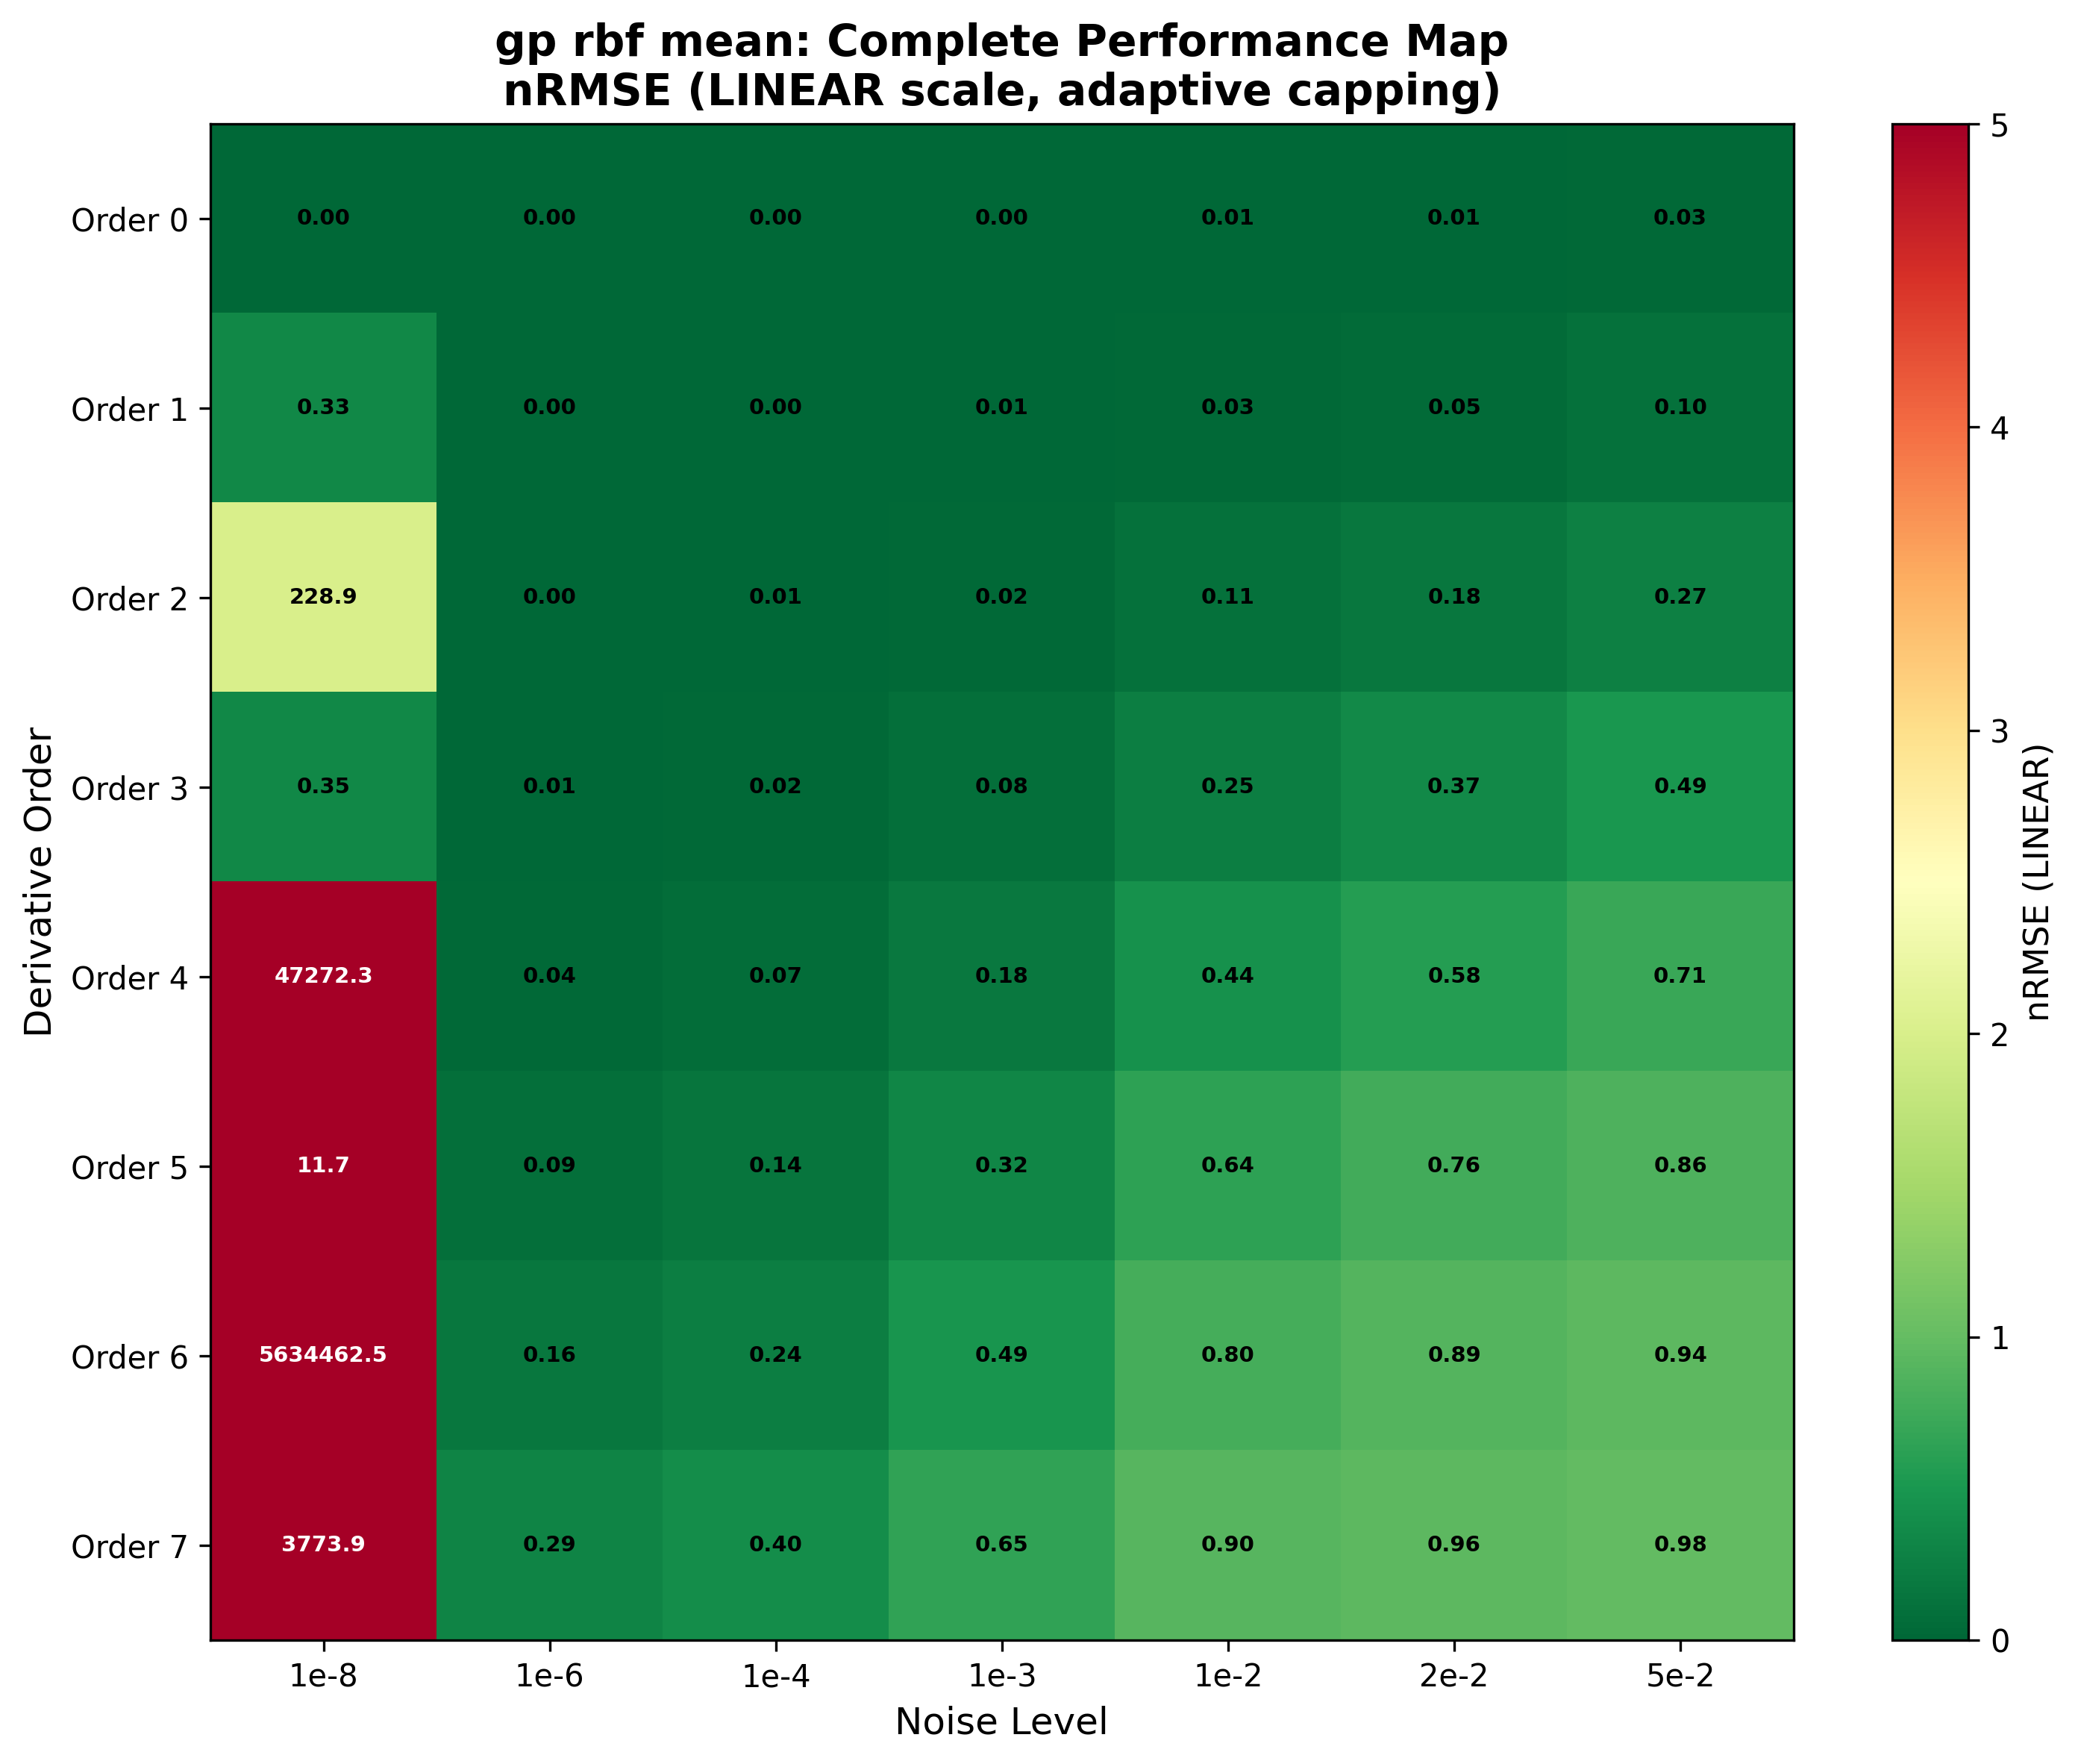 gp rbf mean: Complete Performance Map
nRMSE (LINEAR scale, adaptive capping)
Derivative Order
Order 0 0.00 0.00 0.00 0.00 0.01 0.01 0.03
Order 1 0.33 0.00 0.00 0.01 0.03 0.05 0.10
Order 2 228.9 0.00 0.01 0.02 0.11 0.18 0.27
Order 3 0.35 0.01 0.02 0.08 0.25 0.37 0.49
Order 4 47272.3 0.04 0.07 0.18 0.44 0.58 0.71
Order 5 11.7 0.09 0.14 0.32 0.64 0.76 0.86
Order 6 5634462.5 0.16 0.24 0.49 0.80 0.89 0.94
Order 7 3773.9 0.29 0.40 0.65 0.90 0.96 0.98
1e-8 1e-6 1e-4 1e-3 1e-2 2e-2 5e-2
Noise Level
5
4
3
2
1
0
nRMSE (LINEAR)